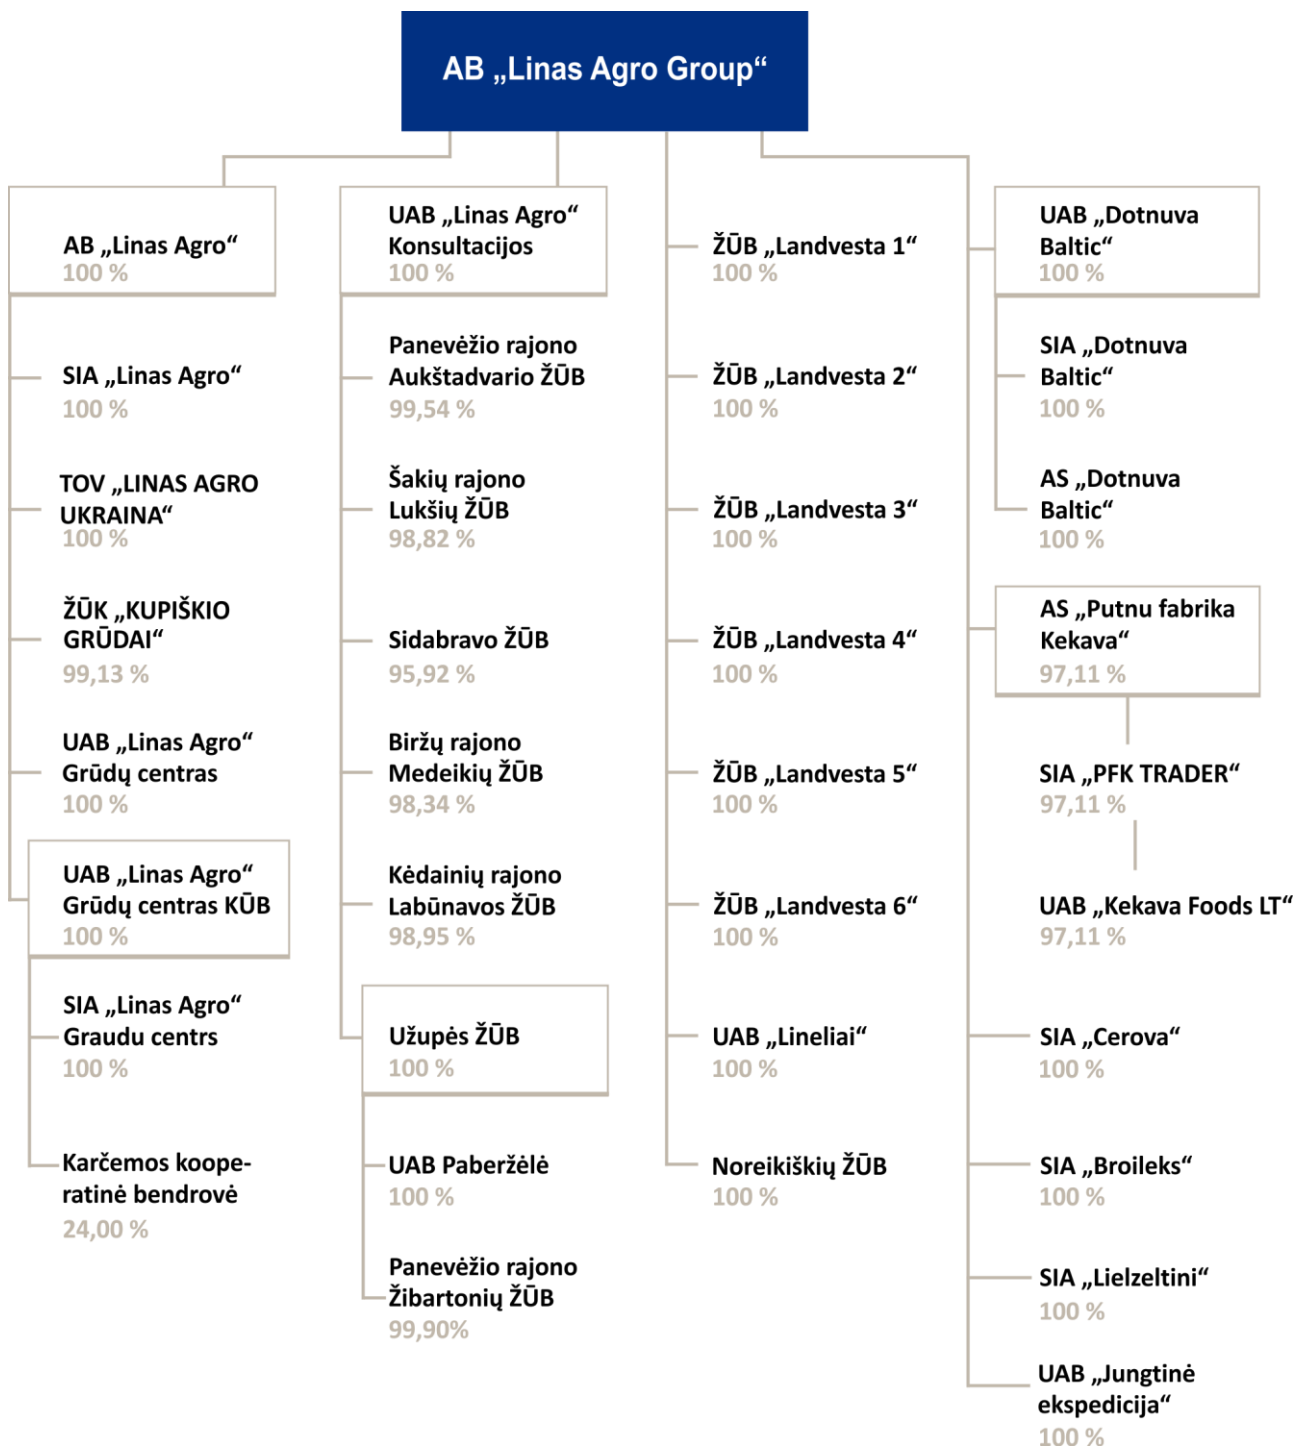 AB „Linas Agro Group“
AB „Linas Agro“
100 %
SIA „Linas Agro“
100 %
TOV „LINAS AGRO
UKRAINA“
100 %
ŽŪK „KUPIŠKIO
GRŪDAI“
99,13 %
UAB „Linas Agro“
Grūdų centras
100 %
UAB „Linas Agro“
Grūdų centras KŪB
100 %
SIA „Linas Agro“
Graudu centrs
100 %
Karčemos koope-
ratinė bendrovė
24,00 %
UAB „Linas Agro“
Konsultacijos
100 %
Panevėžio rajono
Aukštadvario ŽŪB
99,54 %
Šakių rajono
Lukšių ŽŪB
98,82 %
Sidabravo ŽŪB
95,92 %
Biržų rajono
Medeikių ŽŪB
98,34 %
Kėdainių rajono
Labūnavos ŽŪB
98,95 %
Užupės ŽŪB
100 %
UAB Paberžėlė
100 %
Panevėžio rajono
Žibartonių ŽŪB
99,90%
ŽŪB „Landvesta 1“
100 %
ŽŪB „Landvesta 2“
100 %
ŽŪB „Landvesta 3“
100 %
ŽŪB „Landvesta 4“
100 %
ŽŪB „Landvesta 5“
100 %
ŽŪB „Landvesta 6“
100 %
UAB „Lineliai“
100 %
Noreikiškių ŽŪB
100 %
UAB „Dotnuva
Baltic“
100 %
SIA „Dotnuva
Baltic“
100 %
AS „Dotnuva
Baltic“
100 %
AS „Putnu fabrika
Kekava“
97,11 %
SIA „PFK TRADER“
97,11 %
UAB „Kekava Foods LT“
97,11 %
SIA „Cerova“
100 %
SIA „Broileks“
100 %
SIA „Lielzeltini“
100 %
UAB „Jungtinė
ekspedicija“
100 %